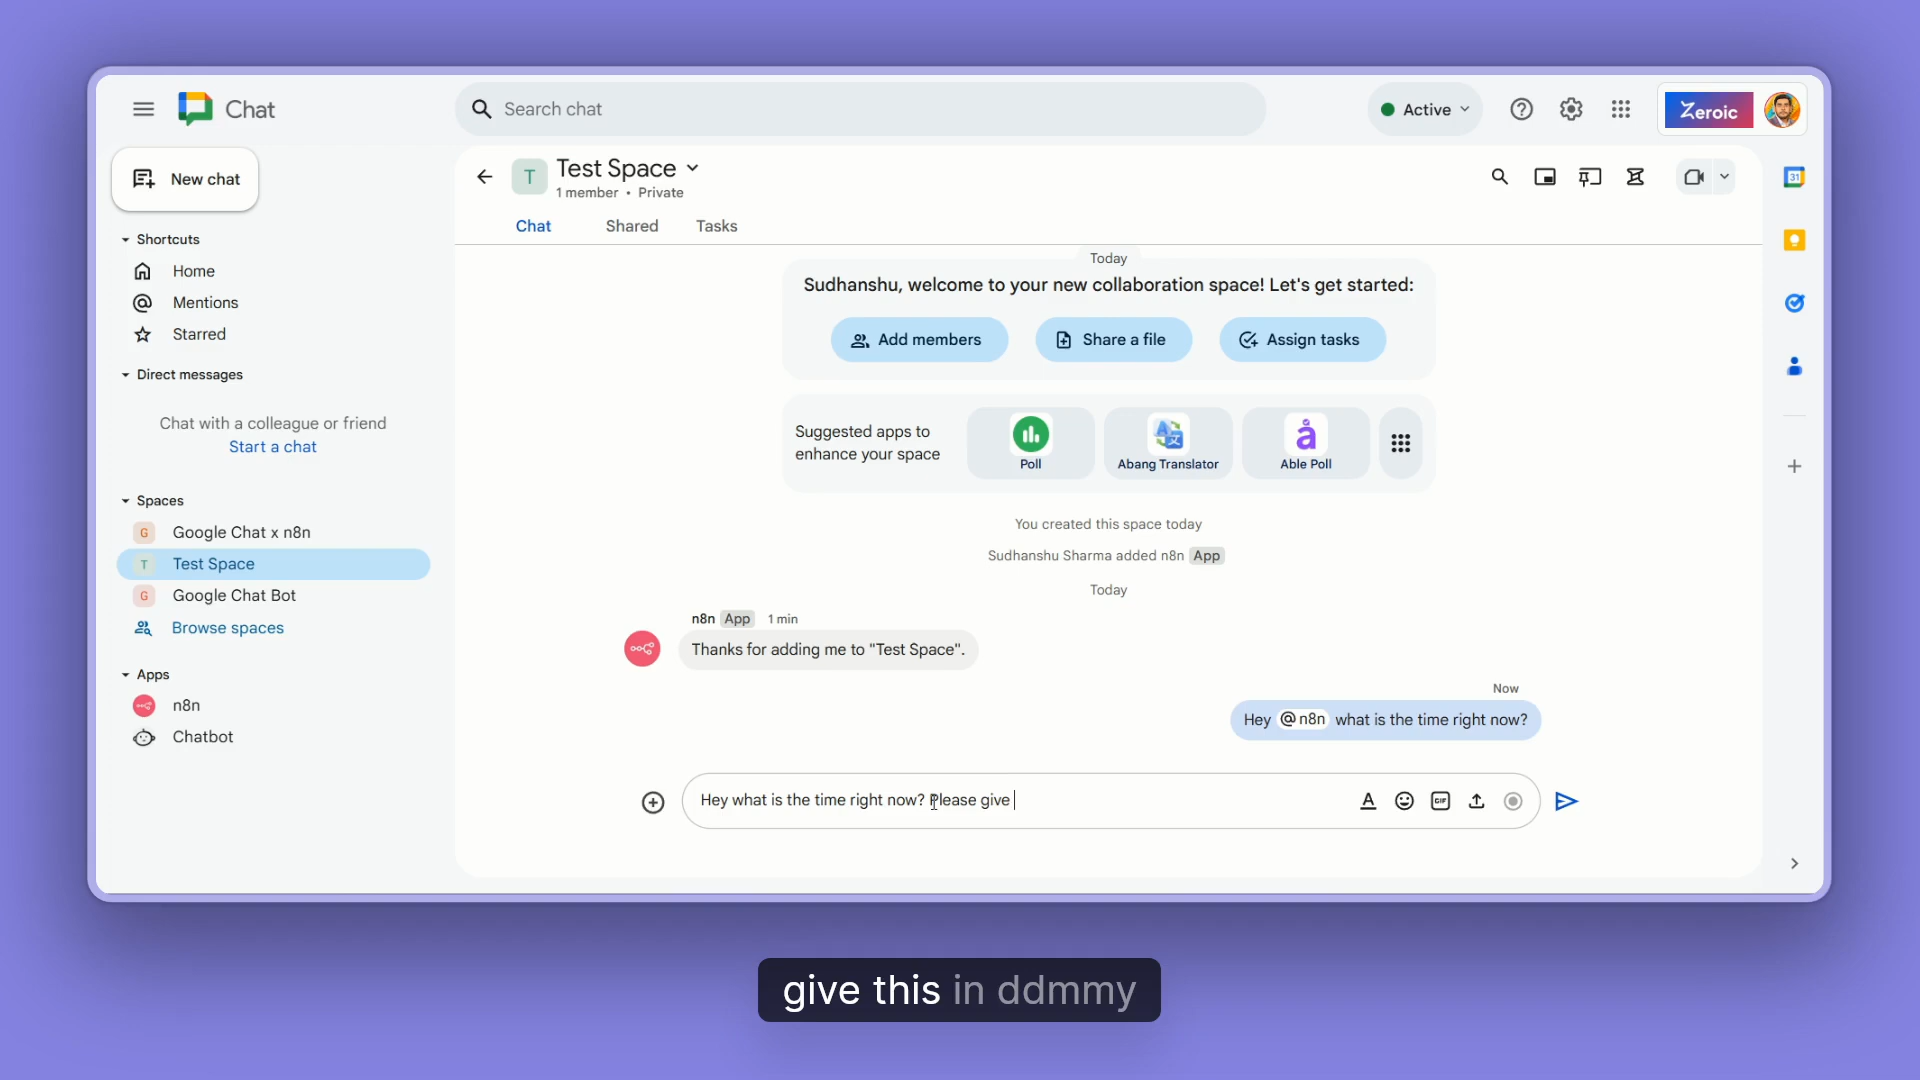 Chat
Search chat
Active
Zeroic
New chat
Shortcuts
Home
Mentions
Starred
Direct messages
Chat with a colleague or friend
Start a chat
Spaces
G Google Chat x n8n
T Test Space
G Google Chat Bot
Browse spaces
Apps
n8n
Chatbot
T
Test Space
1 member • Private
Chat Shared Tasks
Today
Sudhanshu, welcome to your new collaboration space! Let's get started:
Add members Share a file Assign tasks
Suggested apps to
enhance your space
Poll
Abang Translator
Able Poll
You created this space today
Sudhanshu Sharma added n8n App
Today
n8n App 1 min
Thanks for adding me to "Test Space".
Now
Hey @n8n what is the time right now?
Hey what is the time right now? Please give
GIF
31
give this in ddmmy